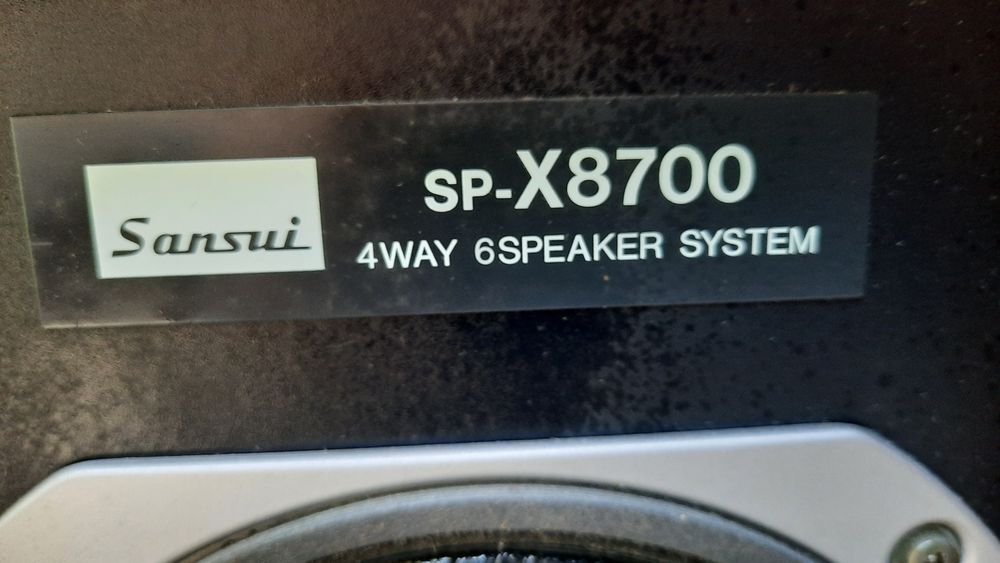 Sansui
SP-X8700
4WAY 6SPEAKER SYSTEM